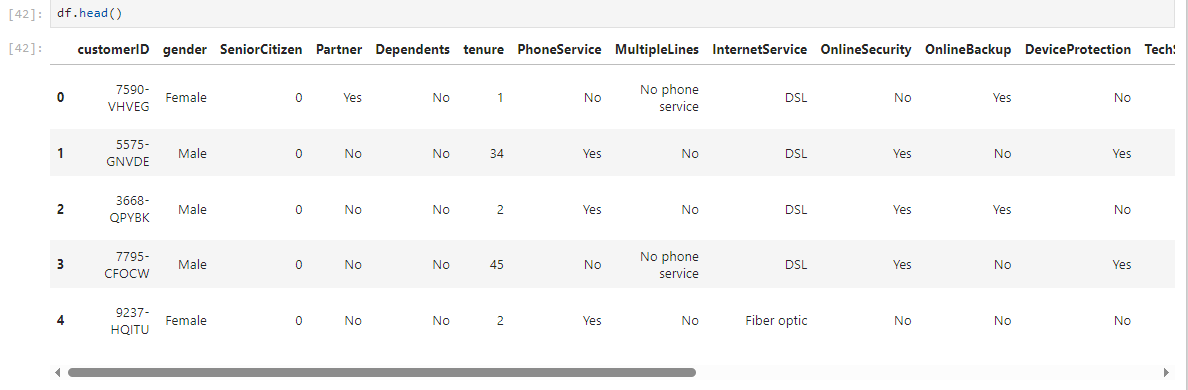 [42]: df.head()
[42]: customerID gender SeniorCitizen Partner Dependents tenure PhoneService MultipleLines InternetService OnlineSecurity OnlineBackup DeviceProtection TechS
0 7590-VHVEG Female 0 Yes No 1 No No phone service DSL No Yes No
1 5575-GNVDE Male 0 No No 34 Yes No DSL Yes No Yes
2 3668-QPYBK Male 0 No No 2 Yes No DSL Yes Yes No
3 7795-CFOCW Male 0 No No 45 No No phone service DSL Yes No Yes
4 9237-HQITU Female 0 No No 2 Yes No Fiber optic No No No